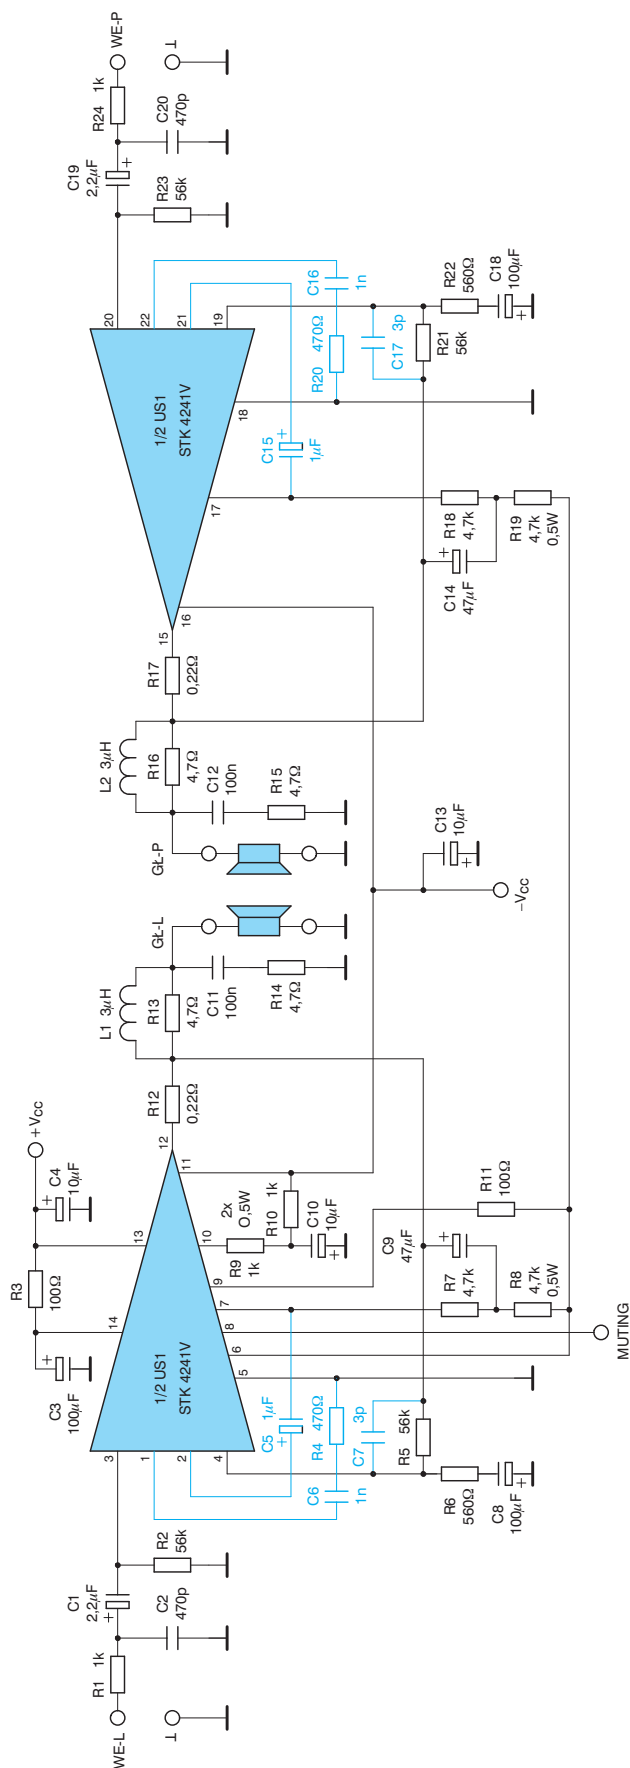 WE-L
⊥
R1 1k
C1
2,2µF
+
C2
470p
R2
56k
3
1
2
4
1/2 US1
STK 4241V
14
13
12
11
10
9
7
8
6
5
C3
100µF
+
R3
100Ω
C4
10µF
+
+Vcc
C5
1µF
+
R4 470Ω
C6
1n
C7
3p
R5
56k
R6
560Ω
C8
100µF
+
R9
1k
2x
O,5W
R10 1k
C10
10µF
+
C9
47µF
+
R7
4,7k
R8
4,7k
0,5W
R11
100Ω
MUTING
R12
0,22Ω
L1 3µH
R13
4,7Ω
C11
100n
R14
4,7Ω
GŁ-L
GŁ-P
C12
100n
R15
4,7Ω
L2 3µH
R16
4,7Ω
R17
0,22Ω
C13
10µF
+
-Vcc
15
16
17
18
19
20
22
21
1/2 US1
STK 4241V
C14
47µF
+
R18
4,7k
R19
4,7k
0,5W
C15
1µF
+
R20 470Ω
C16
1n
C17 3p
R21
56k
R22
560Ω
C18
100µF
+
R23
56k
C19
2,2µF
+
C20
470p
R24 1k
WE-P
⊥